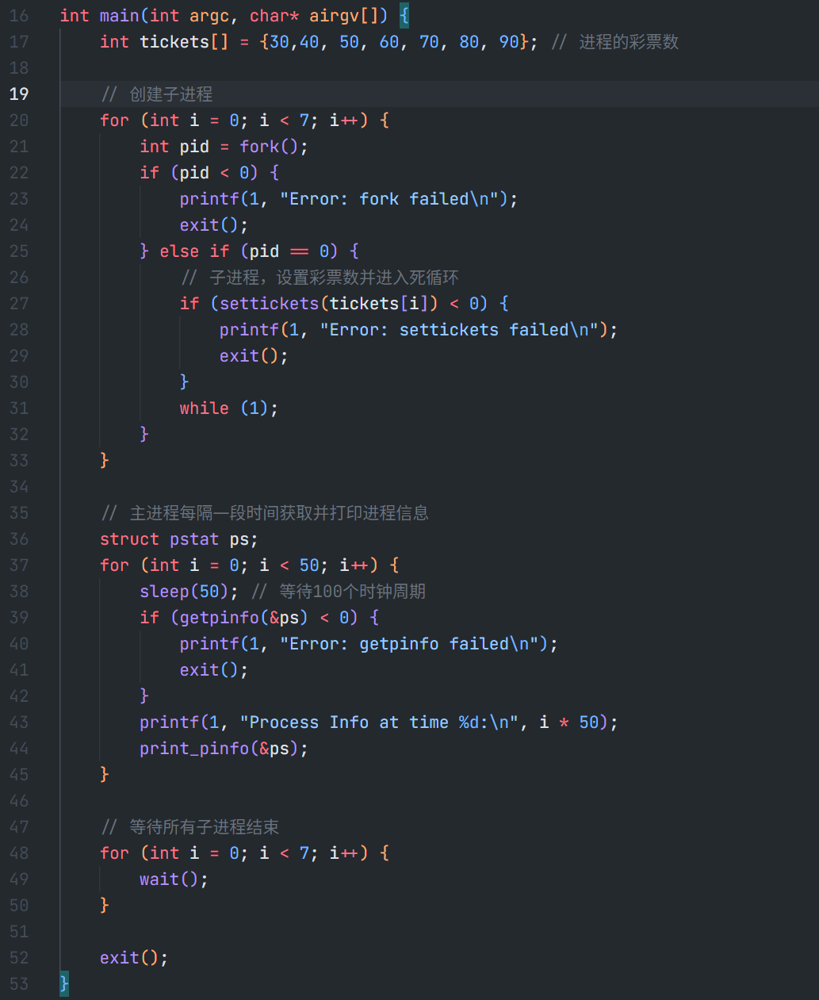 16 int main(int argc, char* airgv[]) {
17     int tickets[] = {30,40, 50, 60, 70, 80, 90}; // 进程的彩票数
18
19     // 创建子进程
20     for (int i = 0; i < 7; i++) {
21         int pid = fork();
22         if (pid < 0) {
23             printf(1, "Error: fork failed\n");
24             exit();
25         } else if (pid == 0) {
26             // 子进程，设置彩票数并进入死循环
27             if (settickets(tickets[i]) < 0) {
28                 printf(1, "Error: settickets failed\n");
29                 exit();
30             }
31             while (1);
32         }
33     }
34
35     // 主进程每隔一段时间获取并打印进程信息
36     struct pstat ps;
37     for (int i = 0; i < 50; i++) {
38         sleep(50); // 等待100个时钟周期
39         if (getpinfo(&ps) < 0) {
40             printf(1, "Error: getpinfo failed\n");
41             exit();
42         }
43         printf(1, "Process Info at time %d:\n", i * 50);
44         print_pinfo(&ps);
45     }
46
47     // 等待所有子进程结束
48     for (int i = 0; i < 7; i++) {
49         wait();
50     }
51
52     exit();
53 }